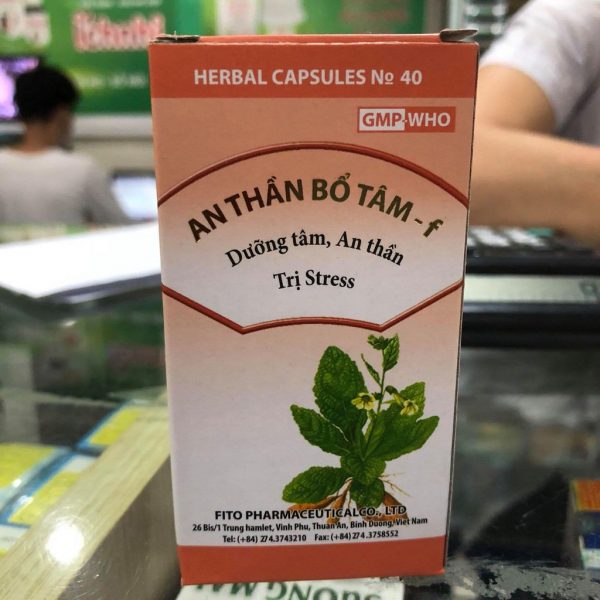 HERBAL CAPSULES № 40
GMP-WHO
AN THẦN BỔ TÂM - f
Dưỡng tâm, An thần
Trị Stress
FITO PHARMACEUTICALCO., LTD
26 Bis/1 Trung hamlet, Vinh Phu, Thuan An, Binh Duong, Viet Nam
Tel: (+84) 274.3743210 Fax: (+84) 274.3758552